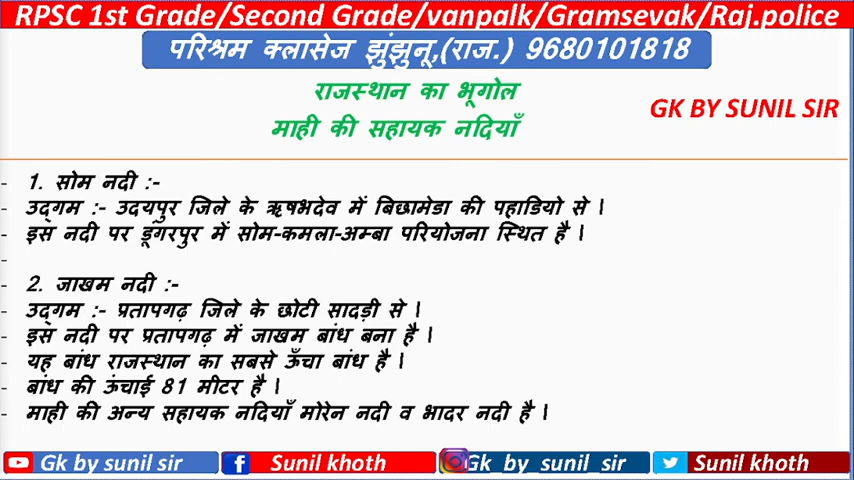 RPSC 1st Grade/Second Grade/vanpalk/Gramsevak/Raj.police
परिश्रम क्लासेज झुंझुनू,(राज.) 9680101818
राजस्थान का भूगोल
GK BY SUNIL SIR
माही की सहायक नदियाँ
- 1. सोम नदी :-
- उद्गम :- उदयपुर जिले के ऋषभदेव में बिछामेडा की पहाडियो से ।
- इस नदी पर डूंगरपुर में सोम-कमला-अम्बा परियोजना स्थित है ।
-
- 2. जाखम नदी :-
- उद्गम :- प्रतापगढ़ जिले के छोटी सादड़ी से ।
- इस नदी पर प्रतापगढ़ में जाखम बांध बना है ।
- यह बांध राजस्थान का सबसे ऊँचा बांध है ।
- बांध की ऊंचाई 81 मीटर है ।
- माही की अन्य सहायक नदियाँ मोरेन नदी व भादर नदी है ।
Gk by sunil sir Sunil khoth Gk_by_sunil_sir Sunil khoth